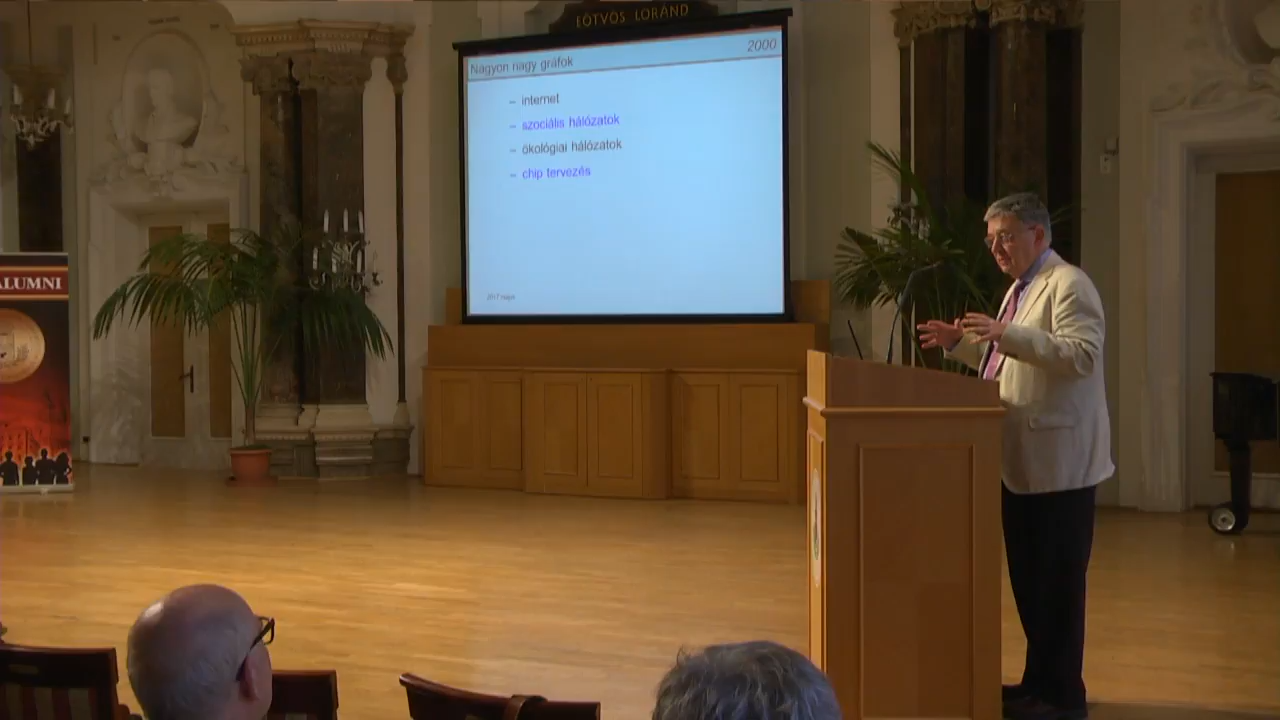 EÖTVÖS LORÁND
Nagyon nagy gráfok
2000
– internet
– szociális hálózatok
– ökológiai hálózatok
– chip tervezés
ALUMNI